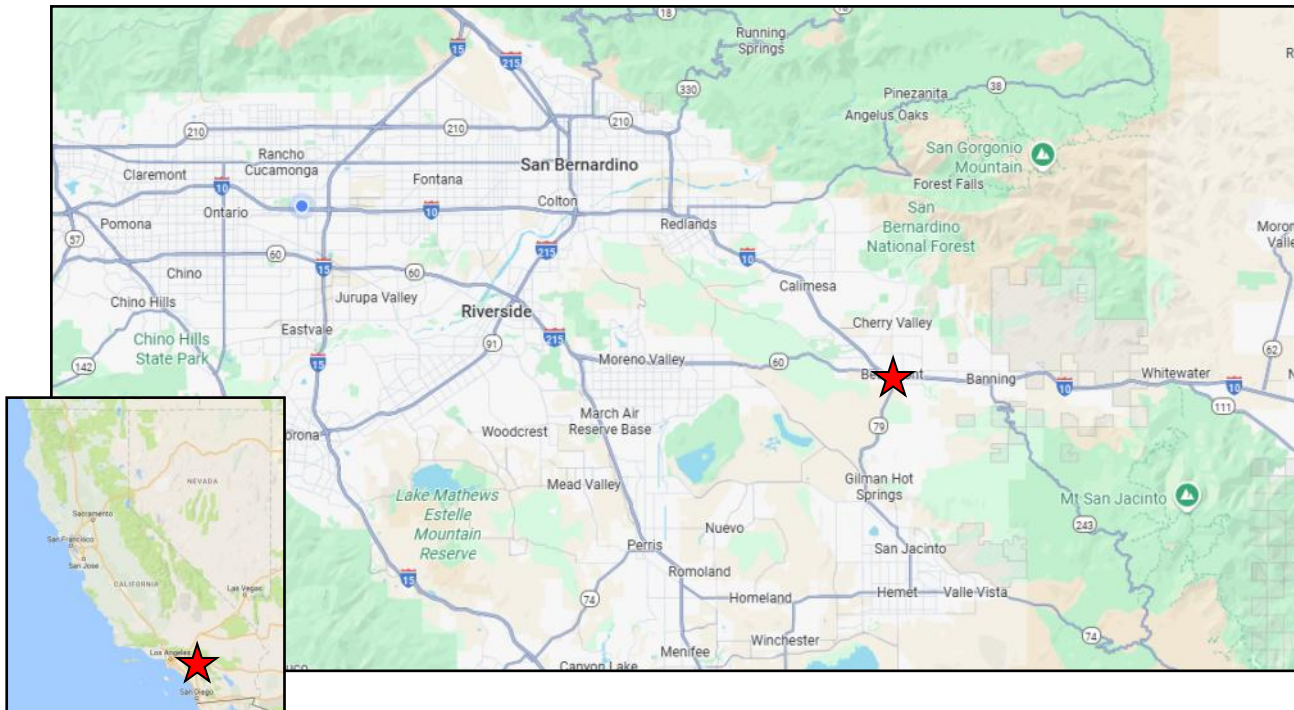 18
18
Running
Springs
15
215
330
38
Pinezanita
Angelus Oaks
210
210
210
Rancho
Cucamonga
San Bernardino
San Gorgonio
Mountain
Claremont
Fontana
Forest Falls
10
Ontario
10
Colton
Redlands
San
Bernardino
National Forest
Pomona
57
60
215
10
Chino
15
60
Calimesa
Chino Hills
Jurupa Valley
Riverside
Cherry Valley
Eastvale
Chino Hills
State Park
91
215
Moreno Valley
60
62
142
15
Banning
10
Whitewater
10
111
March Air
Reserve Base
Woodcrest
79
Lake Mathews
Estelle
Mountain
Reserve
Mead Valley
Gilman Hot
Springs
Mt San Jacinto
Nuevo
243
Perris
San Jacinto
15
Romoland
74
Homeland
Hemet
Valle Vista
Winchester
74
Menifee
Canyon Lake
NEVADA
Sacramento
San Francisco
San Jose
CALIFORNIA
Las Vegas
Los Angeles
San Diego